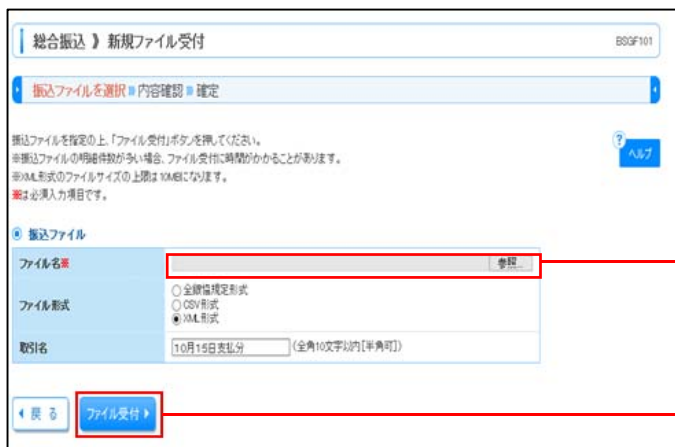 総合振込 》 新規ファイル受付
BSGF101
振込ファイルを選択 内容確認 確定
振込ファイルを指定の上、「ファイル受付」ボタンを押してください。
※振込ファイルの明細件数が多い場合、ファイル受付に時間がかかることがあります。
※XML形式のファイルサイズの上限は10MBになります。
※は必須入力項目です。
?
ヘルプ
振込ファイル
ファイル名※
参照...
ファイル形式
全銀協規定形式
CSV形式
XML形式
取引名
10月15日支払分
(全角10文字以内[半角可])
戻る
ファイル受付